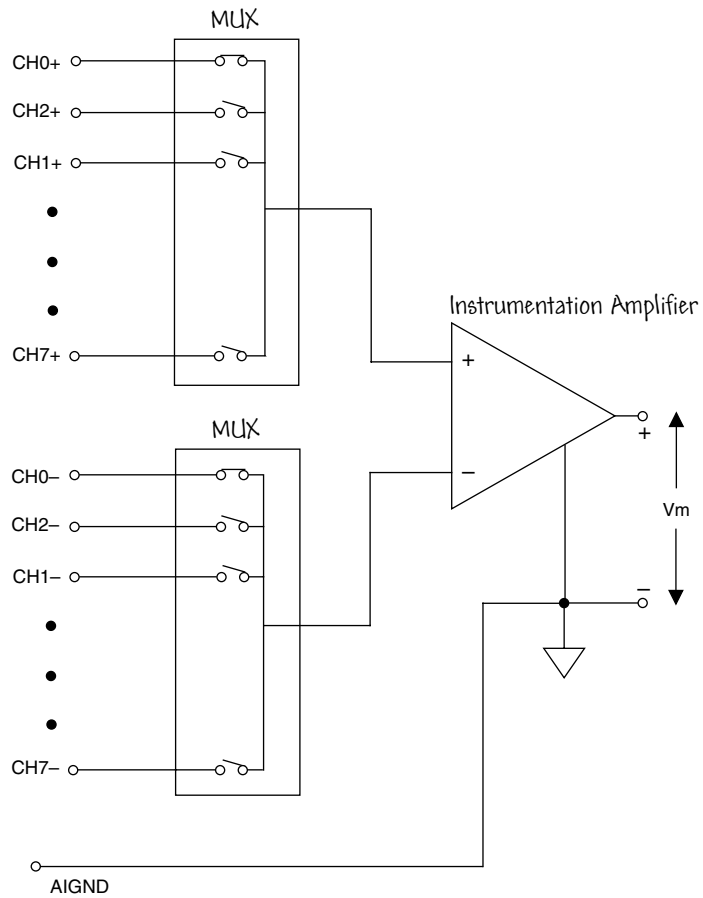 MUX
CH0+
CH2+
CH1+
CH7+
Instrumentation Amplifier
+
−
+
Vm
−
MUX
CH0–
CH2–
CH1–
CH7–
AIGND